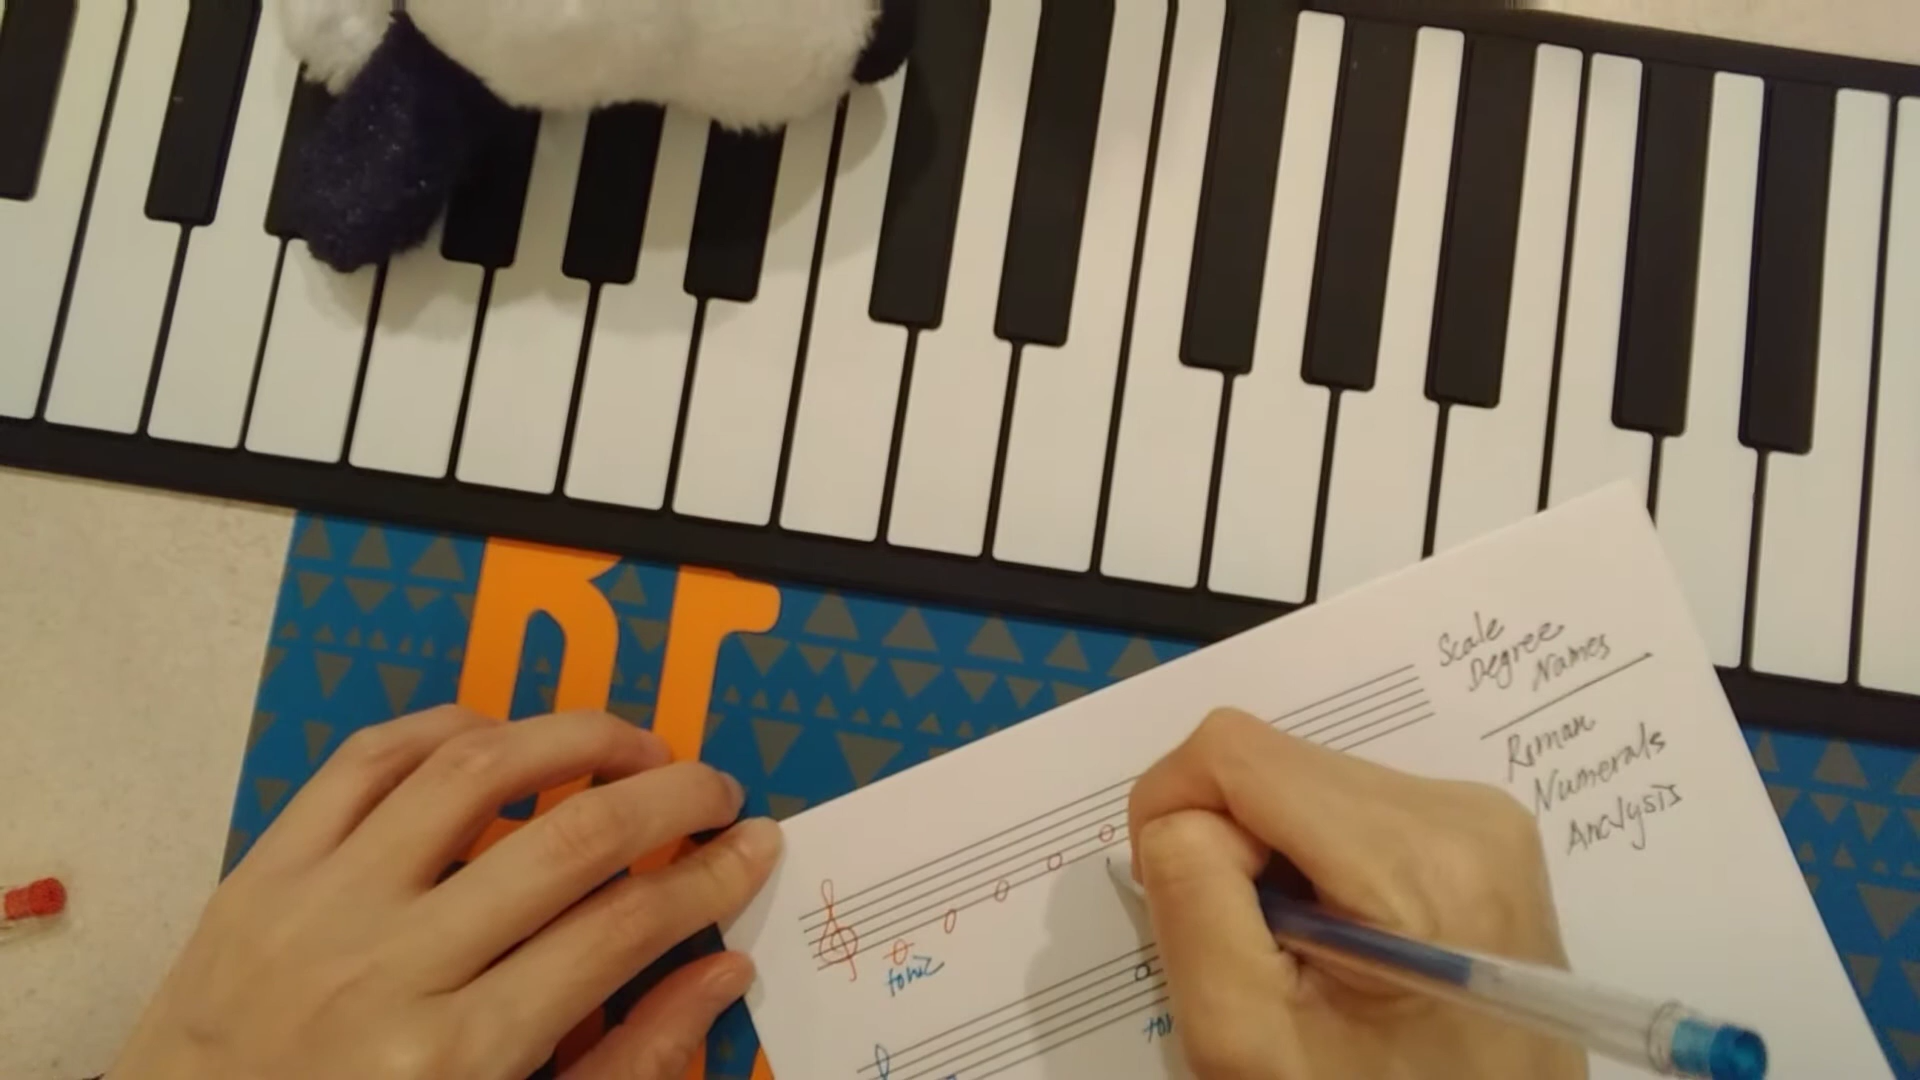 Scale
Degree
Names
Roman
Numerals
Analysis
tonic